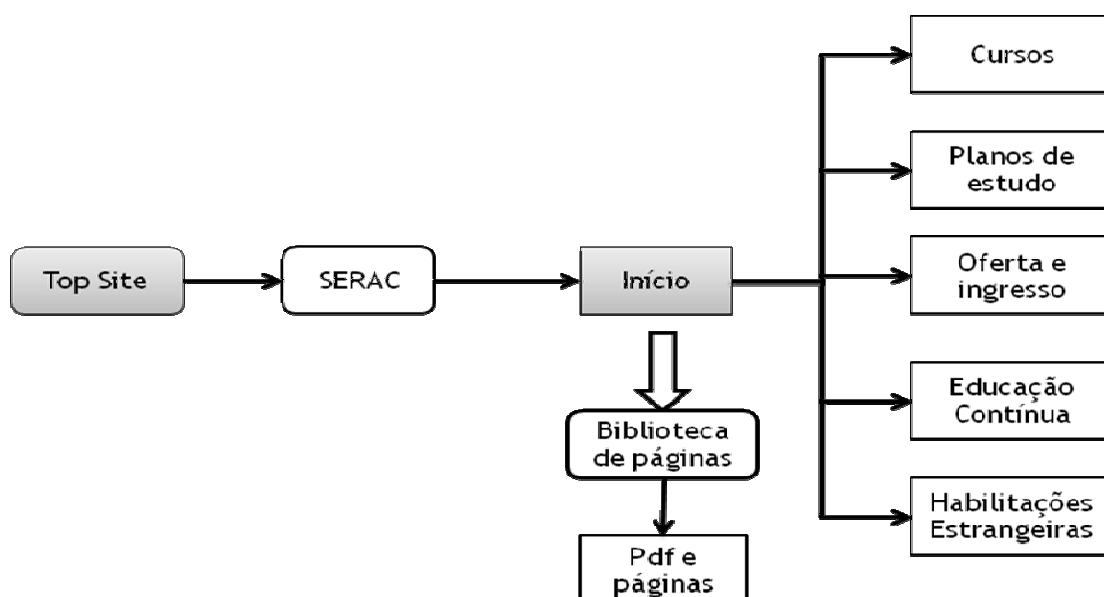 Cursos
Planos de
estudo
Top Site
SERAC
Início
Oferta e
ingresso
Educação
Contínua
Biblioteca
de páginas
Habilitações
Estrangeiras
Pdf e
páginas